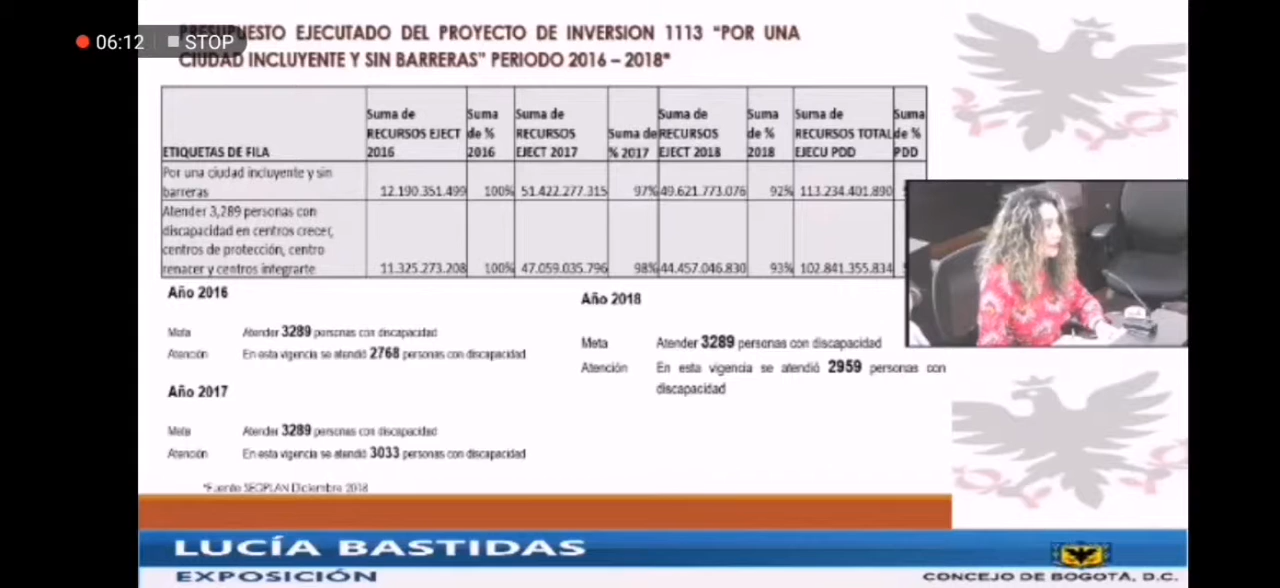 06:12 STOP
PRESUPUESTO EJECUTADO DEL PROYECTO DE INVERSION 1113 “POR UNA
CIUDAD INCLUYENTE Y SIN BARRERAS” PERIODO 2016 – 2018*
ETIQUETAS DE FILA | Suma de RECURSOS EJECT 2016 | Suma de % 2016 | Suma de RECURSOS EJECT 2017 | Suma de % 2017 | Suma de RECURSOS EJECT 2018 | Suma de % 2018 | Suma de RECURSOS TOTAL EJECU PDD | Suma de % PDD
Por una ciudad incluyente y sin
barreras 12.190.351.499 100% 51.422.277.315 97% 49.621.773.076 92% 113.234.401.890
Atender 3,289 personas con
discapacidad en centros crecer,
centros de protección, centro
renacer y centros integrarte 11.325.273.208 100% 47.059.035.796 98% 44.457.046.830 93% 102.841.355.834
Año 2016
Meta Atender 3289 personas con discapacidad
Atención En esta vigencia se atendió 2768 personas con discapacidad
Año 2017
Meta Atender 3289 personas con discapacidad
Atención En esta vigencia se atendió 3033 personas con discapacidad
Año 2018
Meta Atender 3289 personas con discapacidad
Atención En esta vigencia se atendió 2959 personas con
discapacidad
*Fuente SEGPLAN Diciembre 2018
LUCÍA BASTIDAS
EXPOSICIÓN
CONCEJO DE BOGOTÁ, D.C.